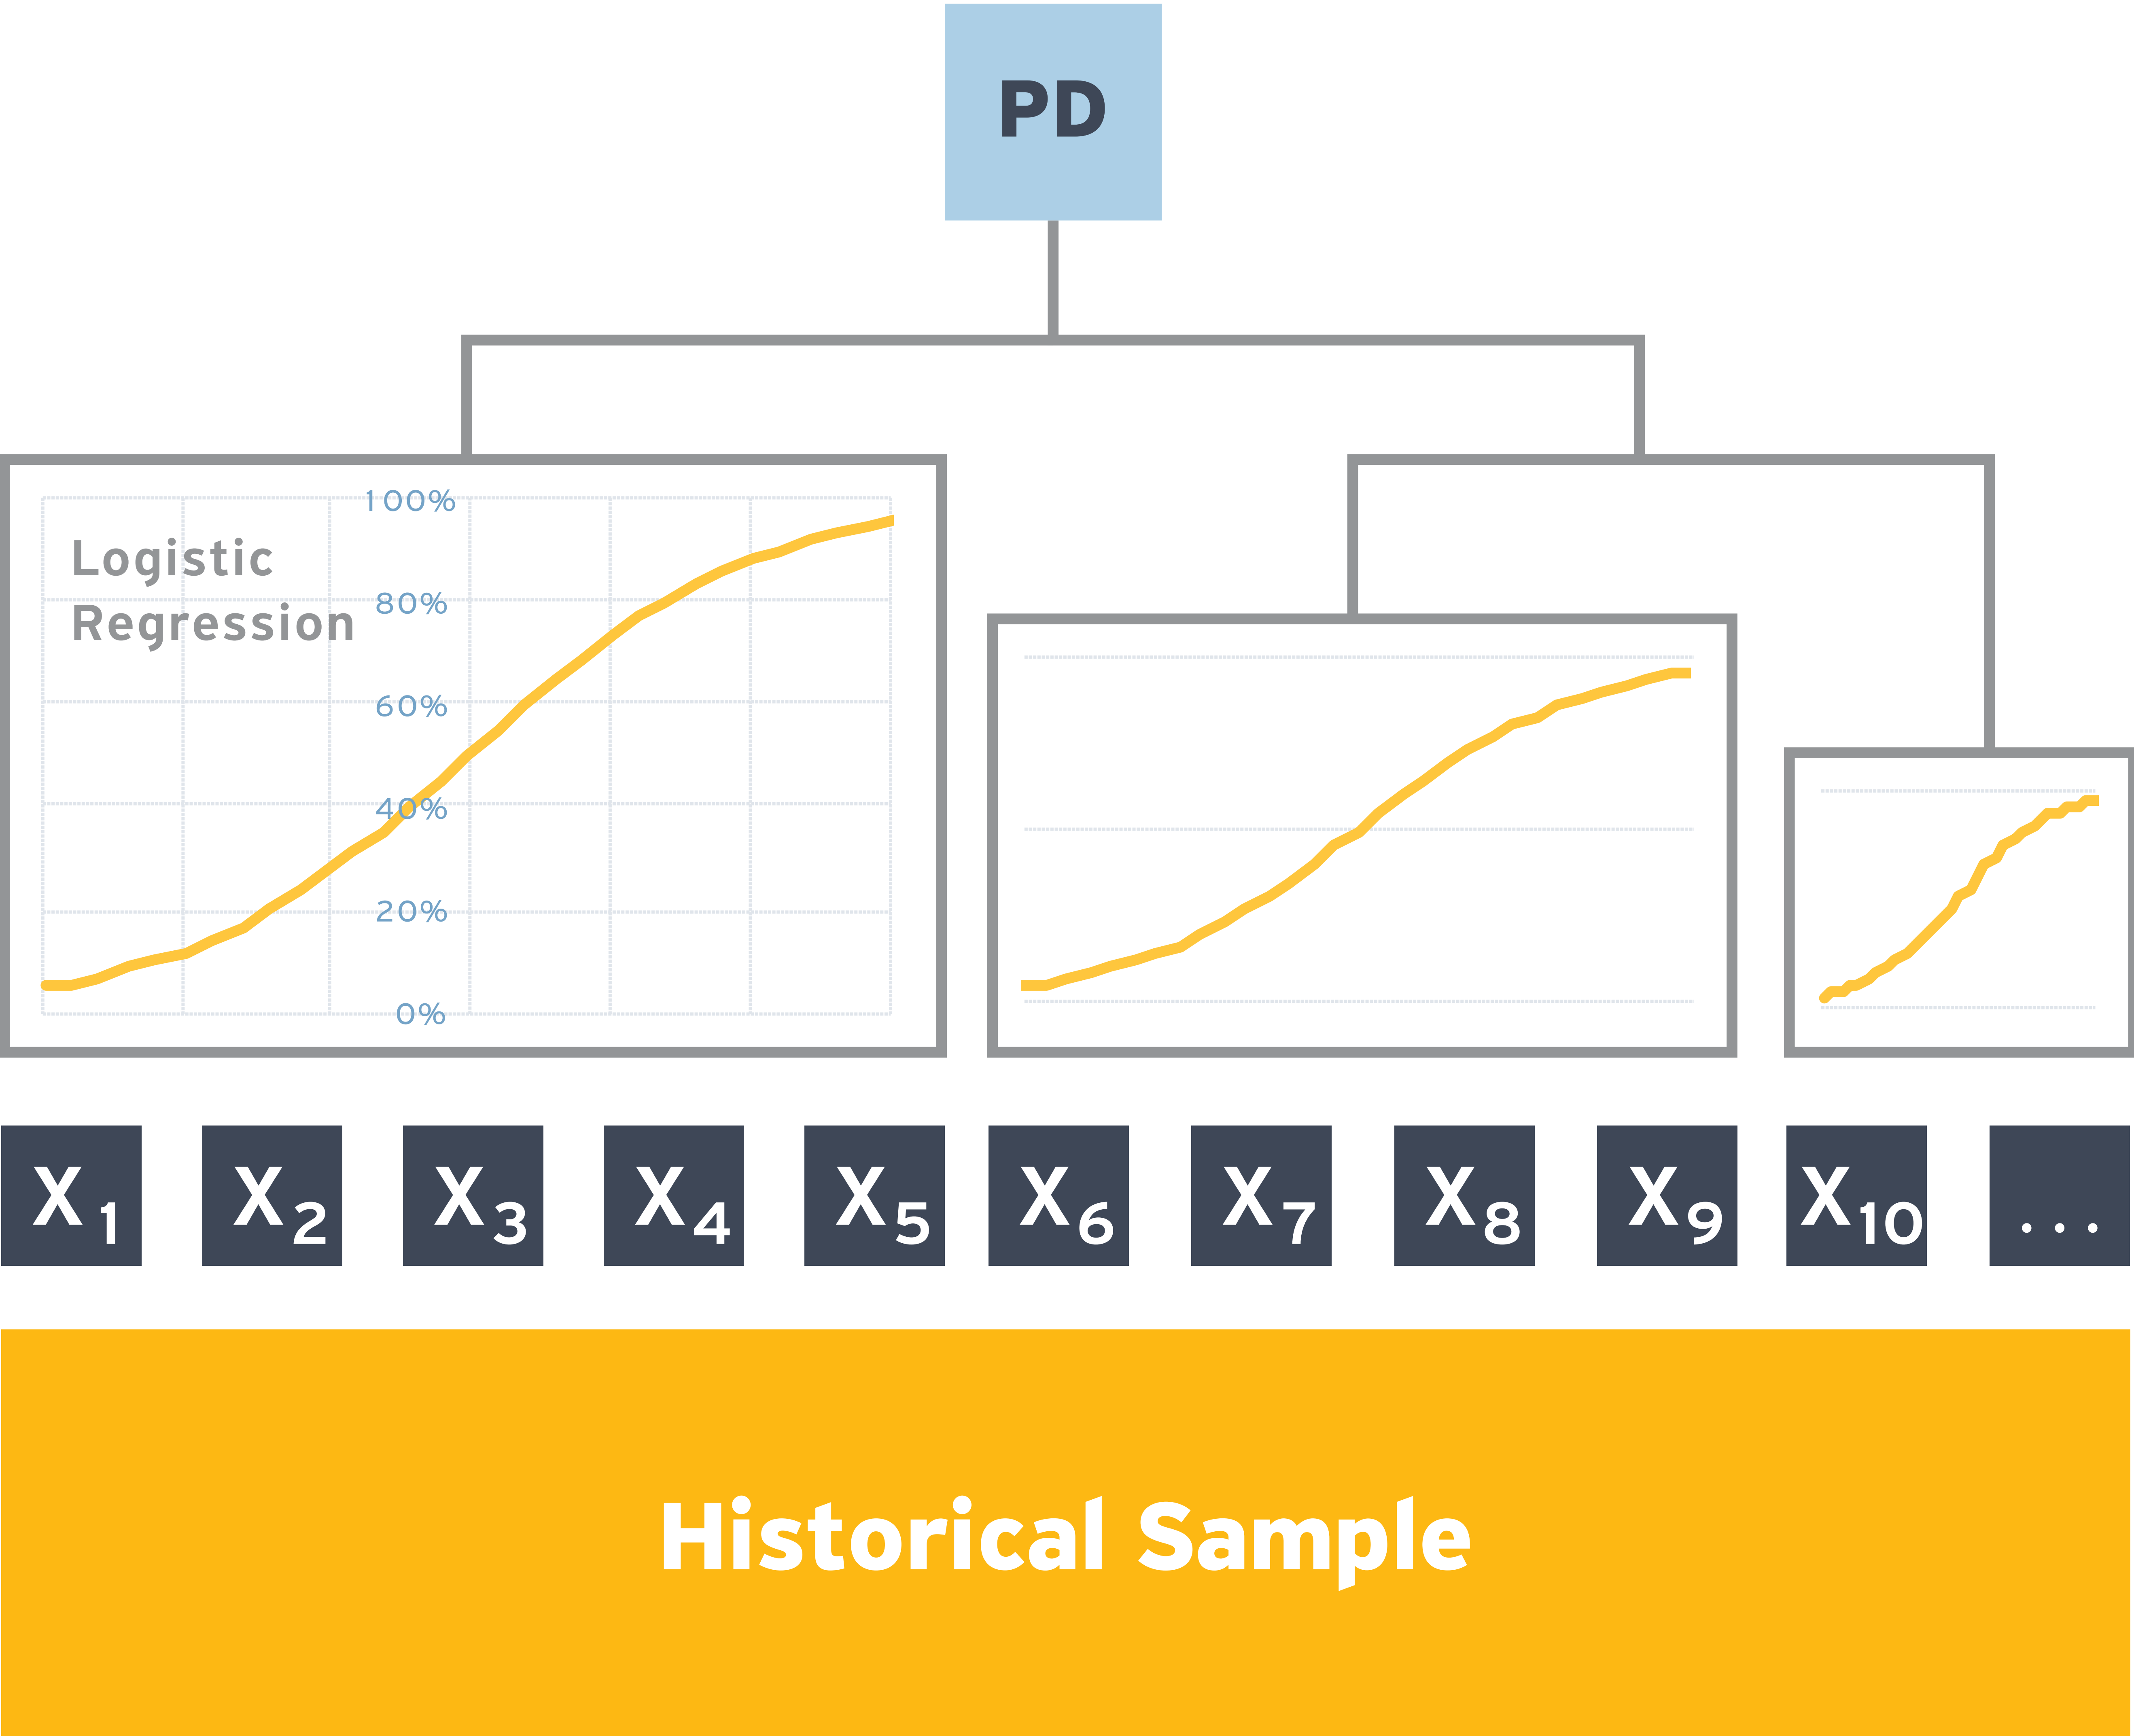 PD
Logistic
Regression
100%
80%
60%
40%
20%
0%
X1 X2 X3 X4 X5 X6 X7 X8 X9 X10 ...
Historical Sample